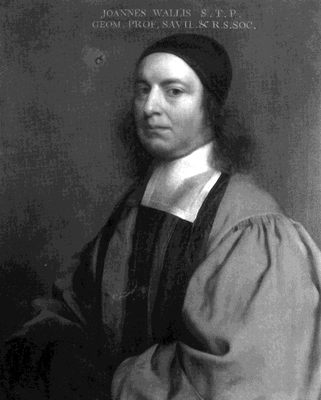 JOANNES WALLIS S. T. P.
GEOM. PROF. SAVIL. & R. S. SOC.